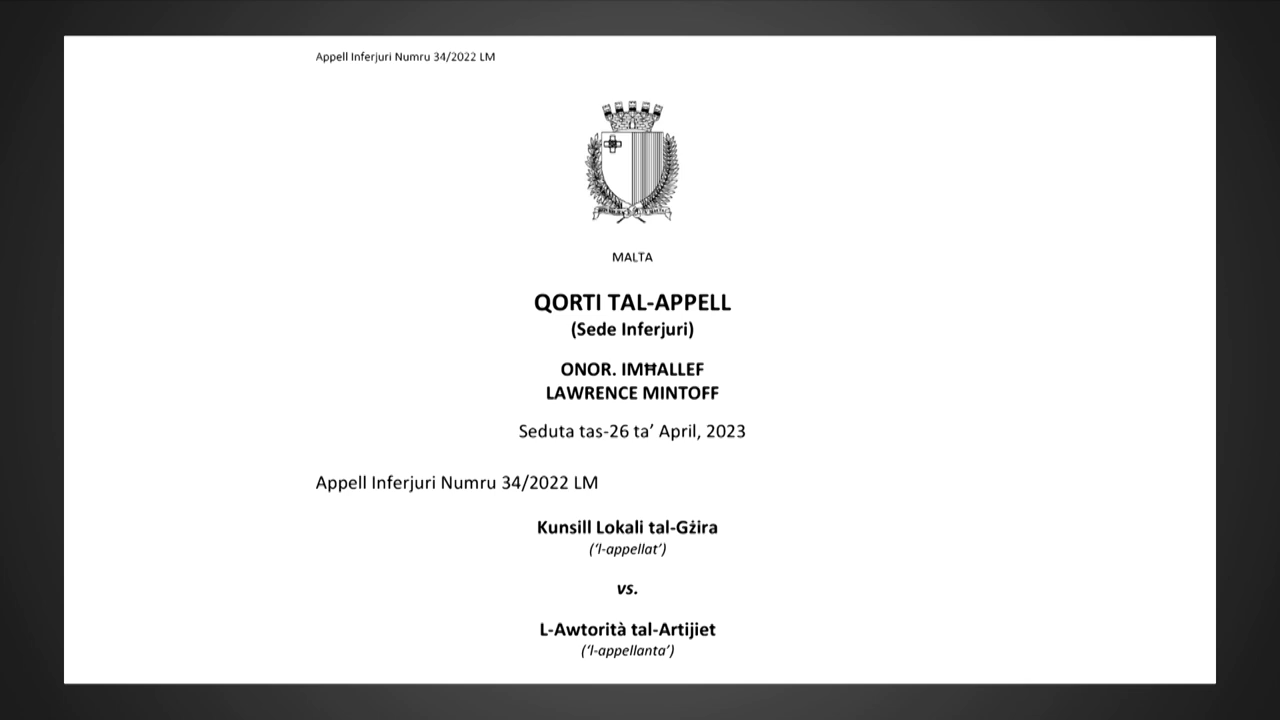 Appell Inferjuri Numru 34/2022 LM
MALTA
QORTI TAL-APPELL
(Sede Inferjuri)
ONOR. IMĦALLEF
LAWRENCE MINTOFF
Seduta tas-26 ta’ April, 2023
Appell Inferjuri Numru 34/2022 LM
Kunsill Lokali tal-Gżira
(‘l-appellat’)
vs.
L-Awtorità tal-Artijiet
(‘l-appellanta’)